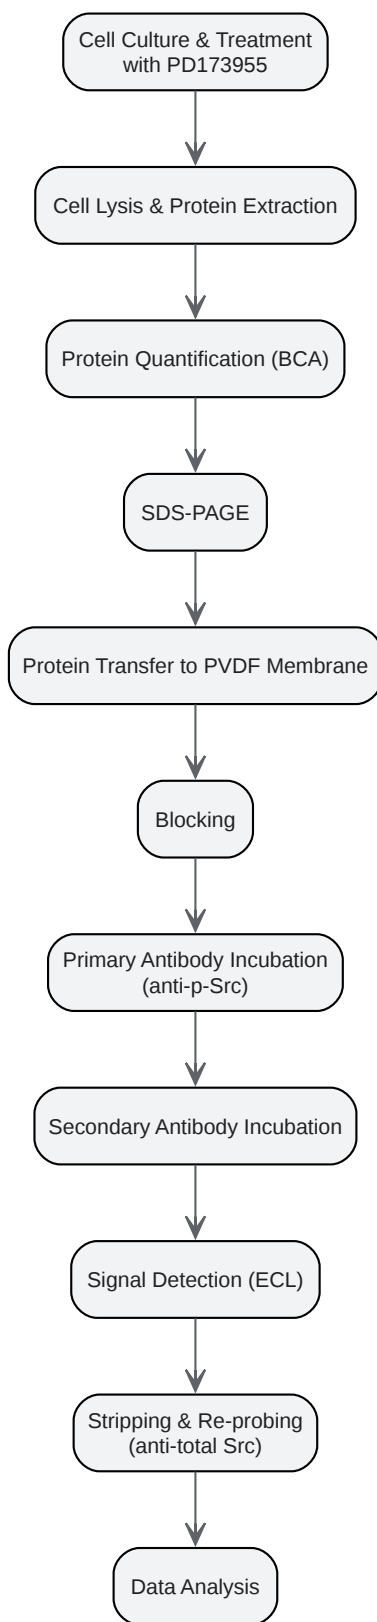 Cell Culture & Treatment
with PD173955
Cell Lysis & Protein Extraction
Protein Quantification (BCA)
SDS-PAGE
Protein Transfer to PVDF Membrane
Blocking
Primary Antibody Incubation
(anti-p-Src)
Secondary Antibody Incubation
Signal Detection (ECL)
Stripping & Re-probing
(anti-total Src)
Data Analysis